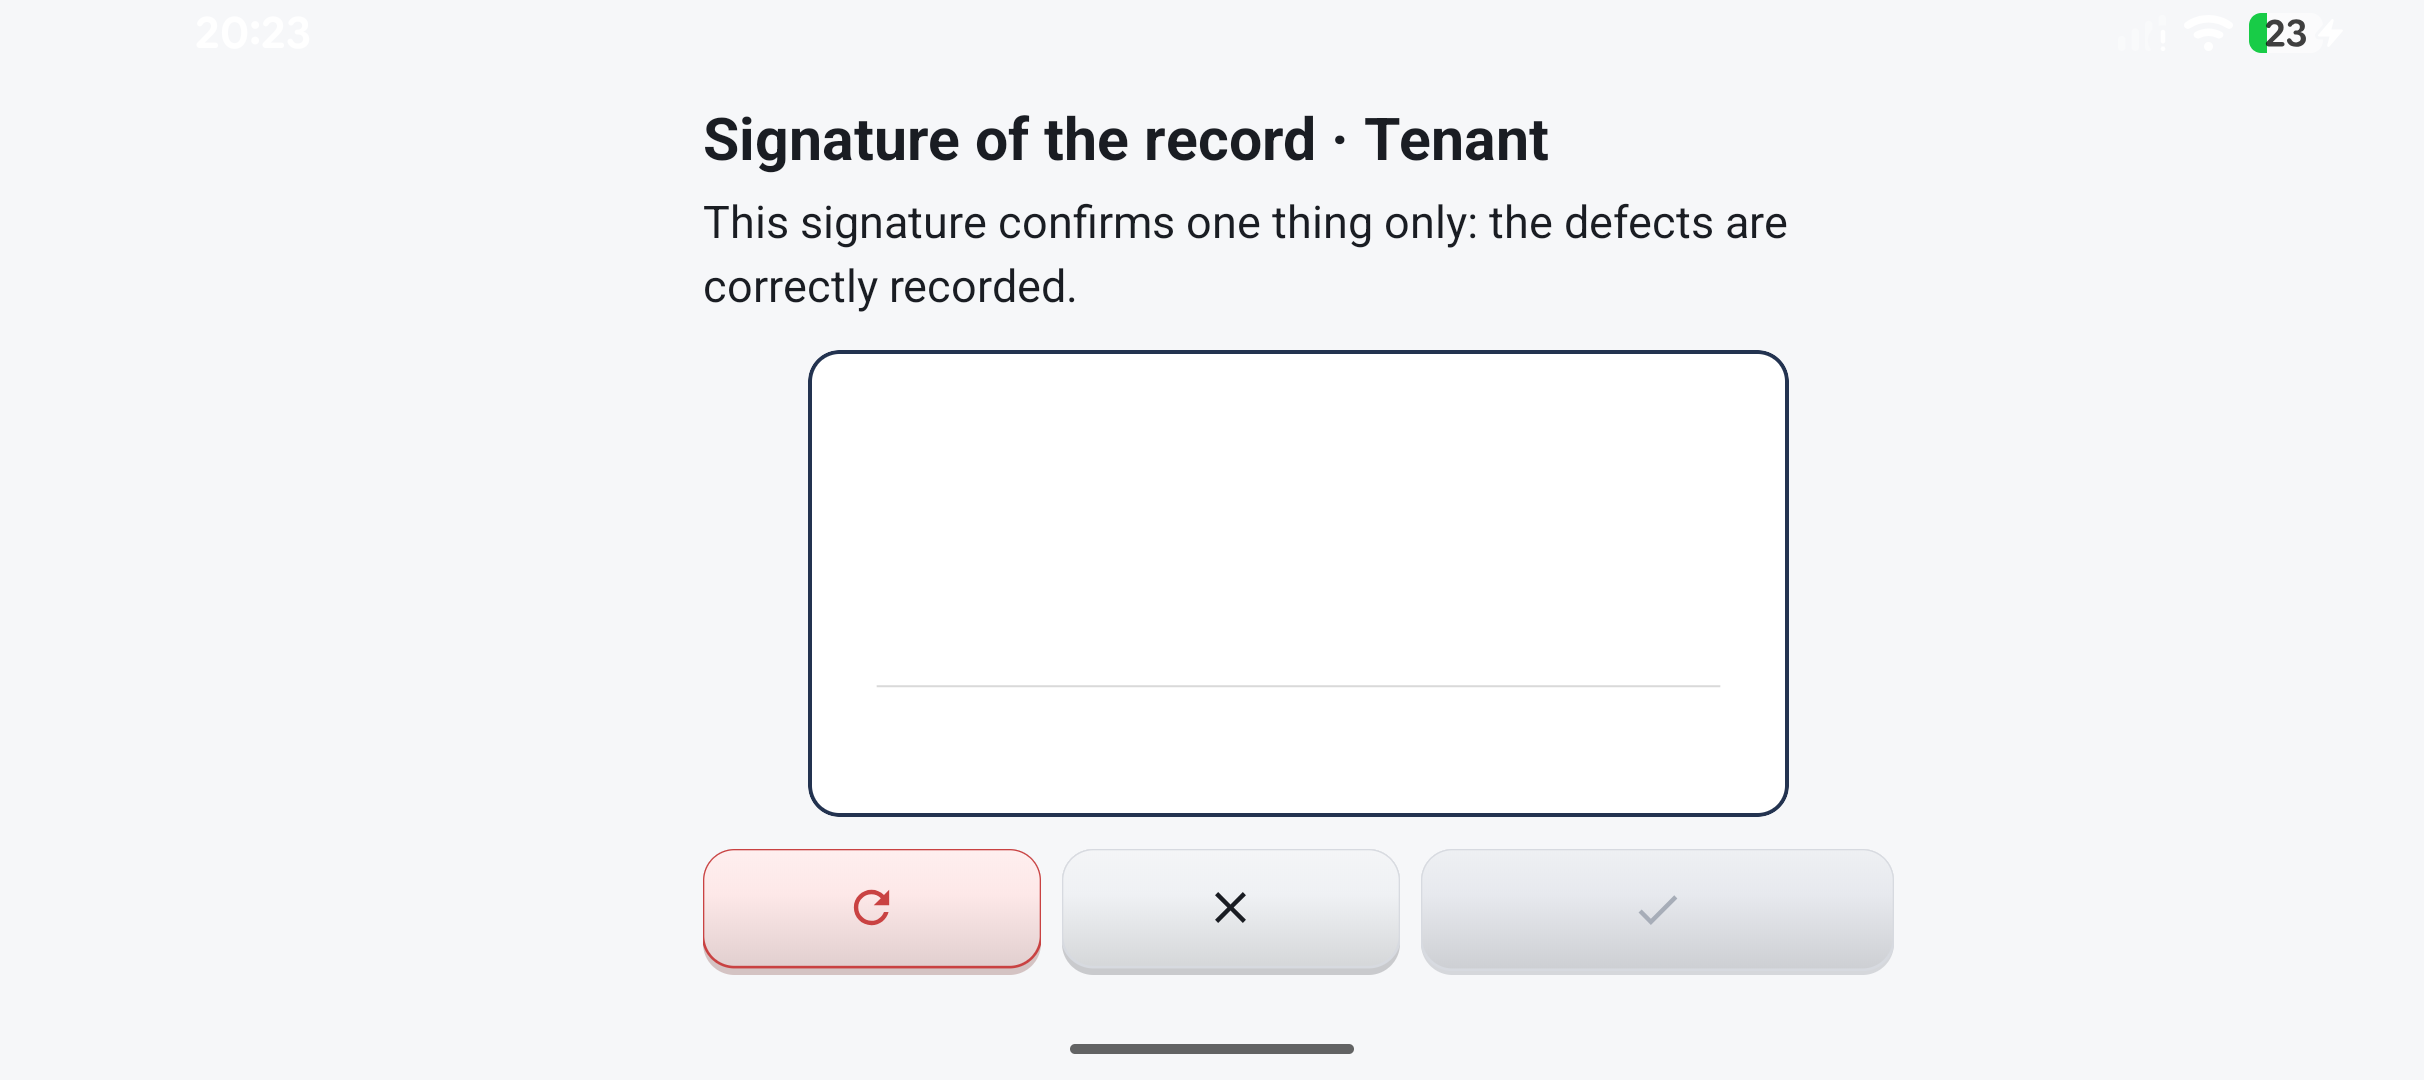 20:23
23
Signature of the record · Tenant
This signature confirms one thing only: the defects are
correctly recorded.